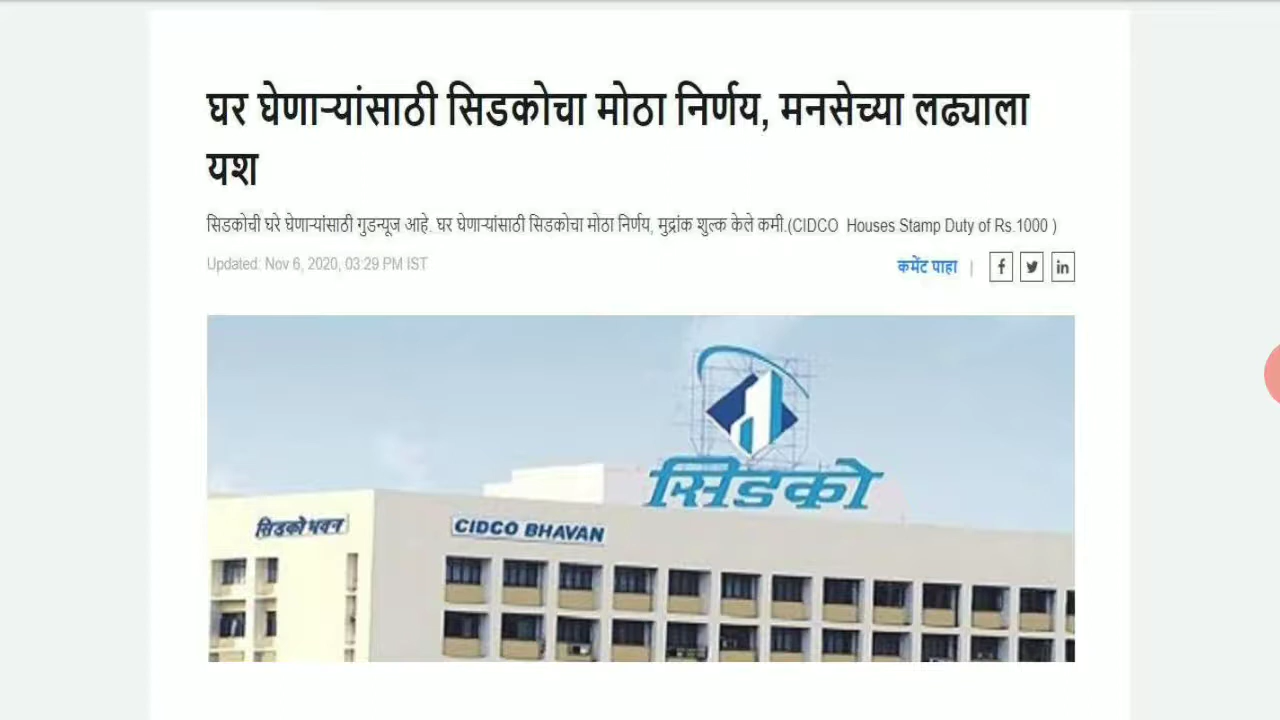 घर घेणाऱ्यांसाठी सिडकोचा मोठा निर्णय, मनसेच्या लढ्याला
यश
सिडकोची घरे घेणाऱ्यांसाठी गुडन्यूज आहे. घर घेणाऱ्यांसाठी सिडकोचा मोठा निर्णय, मुद्रांक शुल्क केले कमी.(CIDCO Houses Stamp Duty of Rs.1000 )
Updated: Nov 6, 2020, 03:29 PM IST
कमेंट पाहा |
सिडको
सिडको भवन
CIDCO BHAVAN